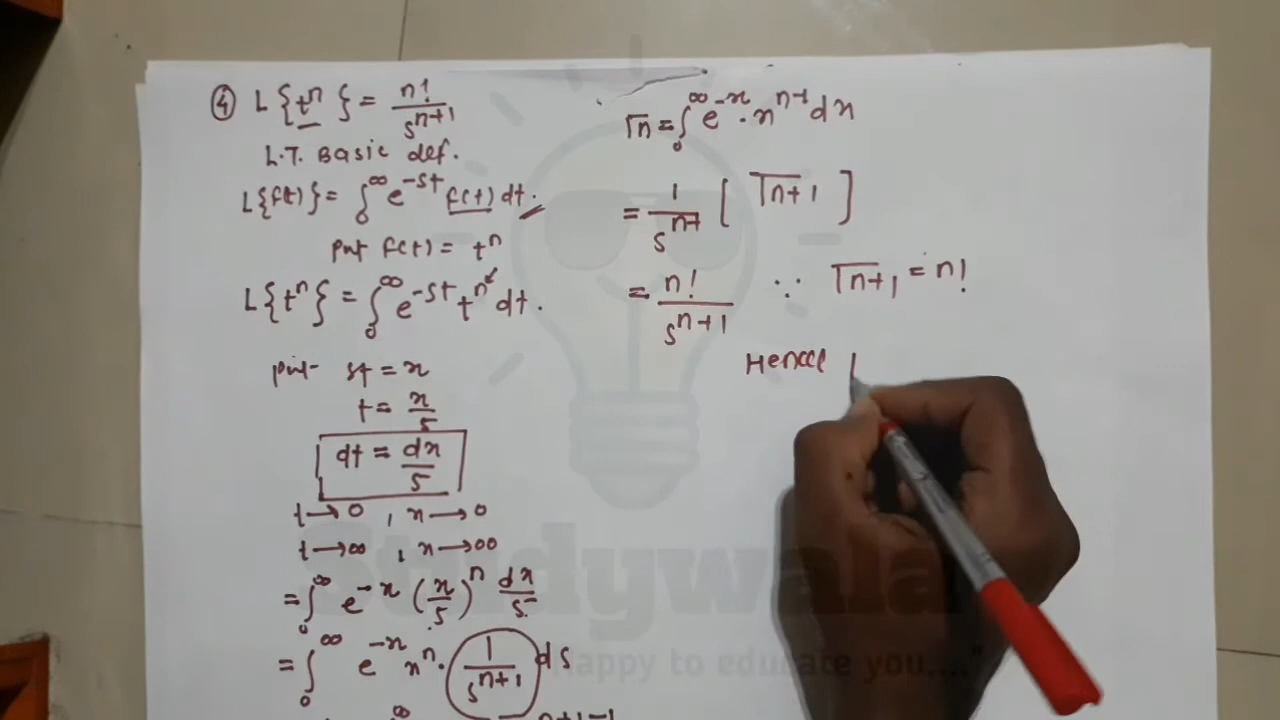 ④ L{tⁿ} = n!/sⁿ⁺¹
L.T. Basic def.
L{f(t)} = ∫₀^∞ e^-st f(t) dt.
Put f(t) = tⁿ
L{tⁿ} = ∫₀^∞ e^-st tⁿ dt.
put st = x
t = x/s
dt = dx/s
t → 0 , x → 0
t → ∞ , x → ∞
= ∫₀^∞ e^-x (x/s)ⁿ dx/s
= ∫₀^∞ e^-x xⁿ · 1/sⁿ⁺¹ ds
∞ n+1-1
Γn = ∫₀^∞ e^-x · x^n-1 dx
= 1/sⁿ⁺¹ [ Γn+1 ]
= n!/sⁿ⁺¹ ∵ Γn+1 = n!
Hence
Studywala
"Happy to educate you...."